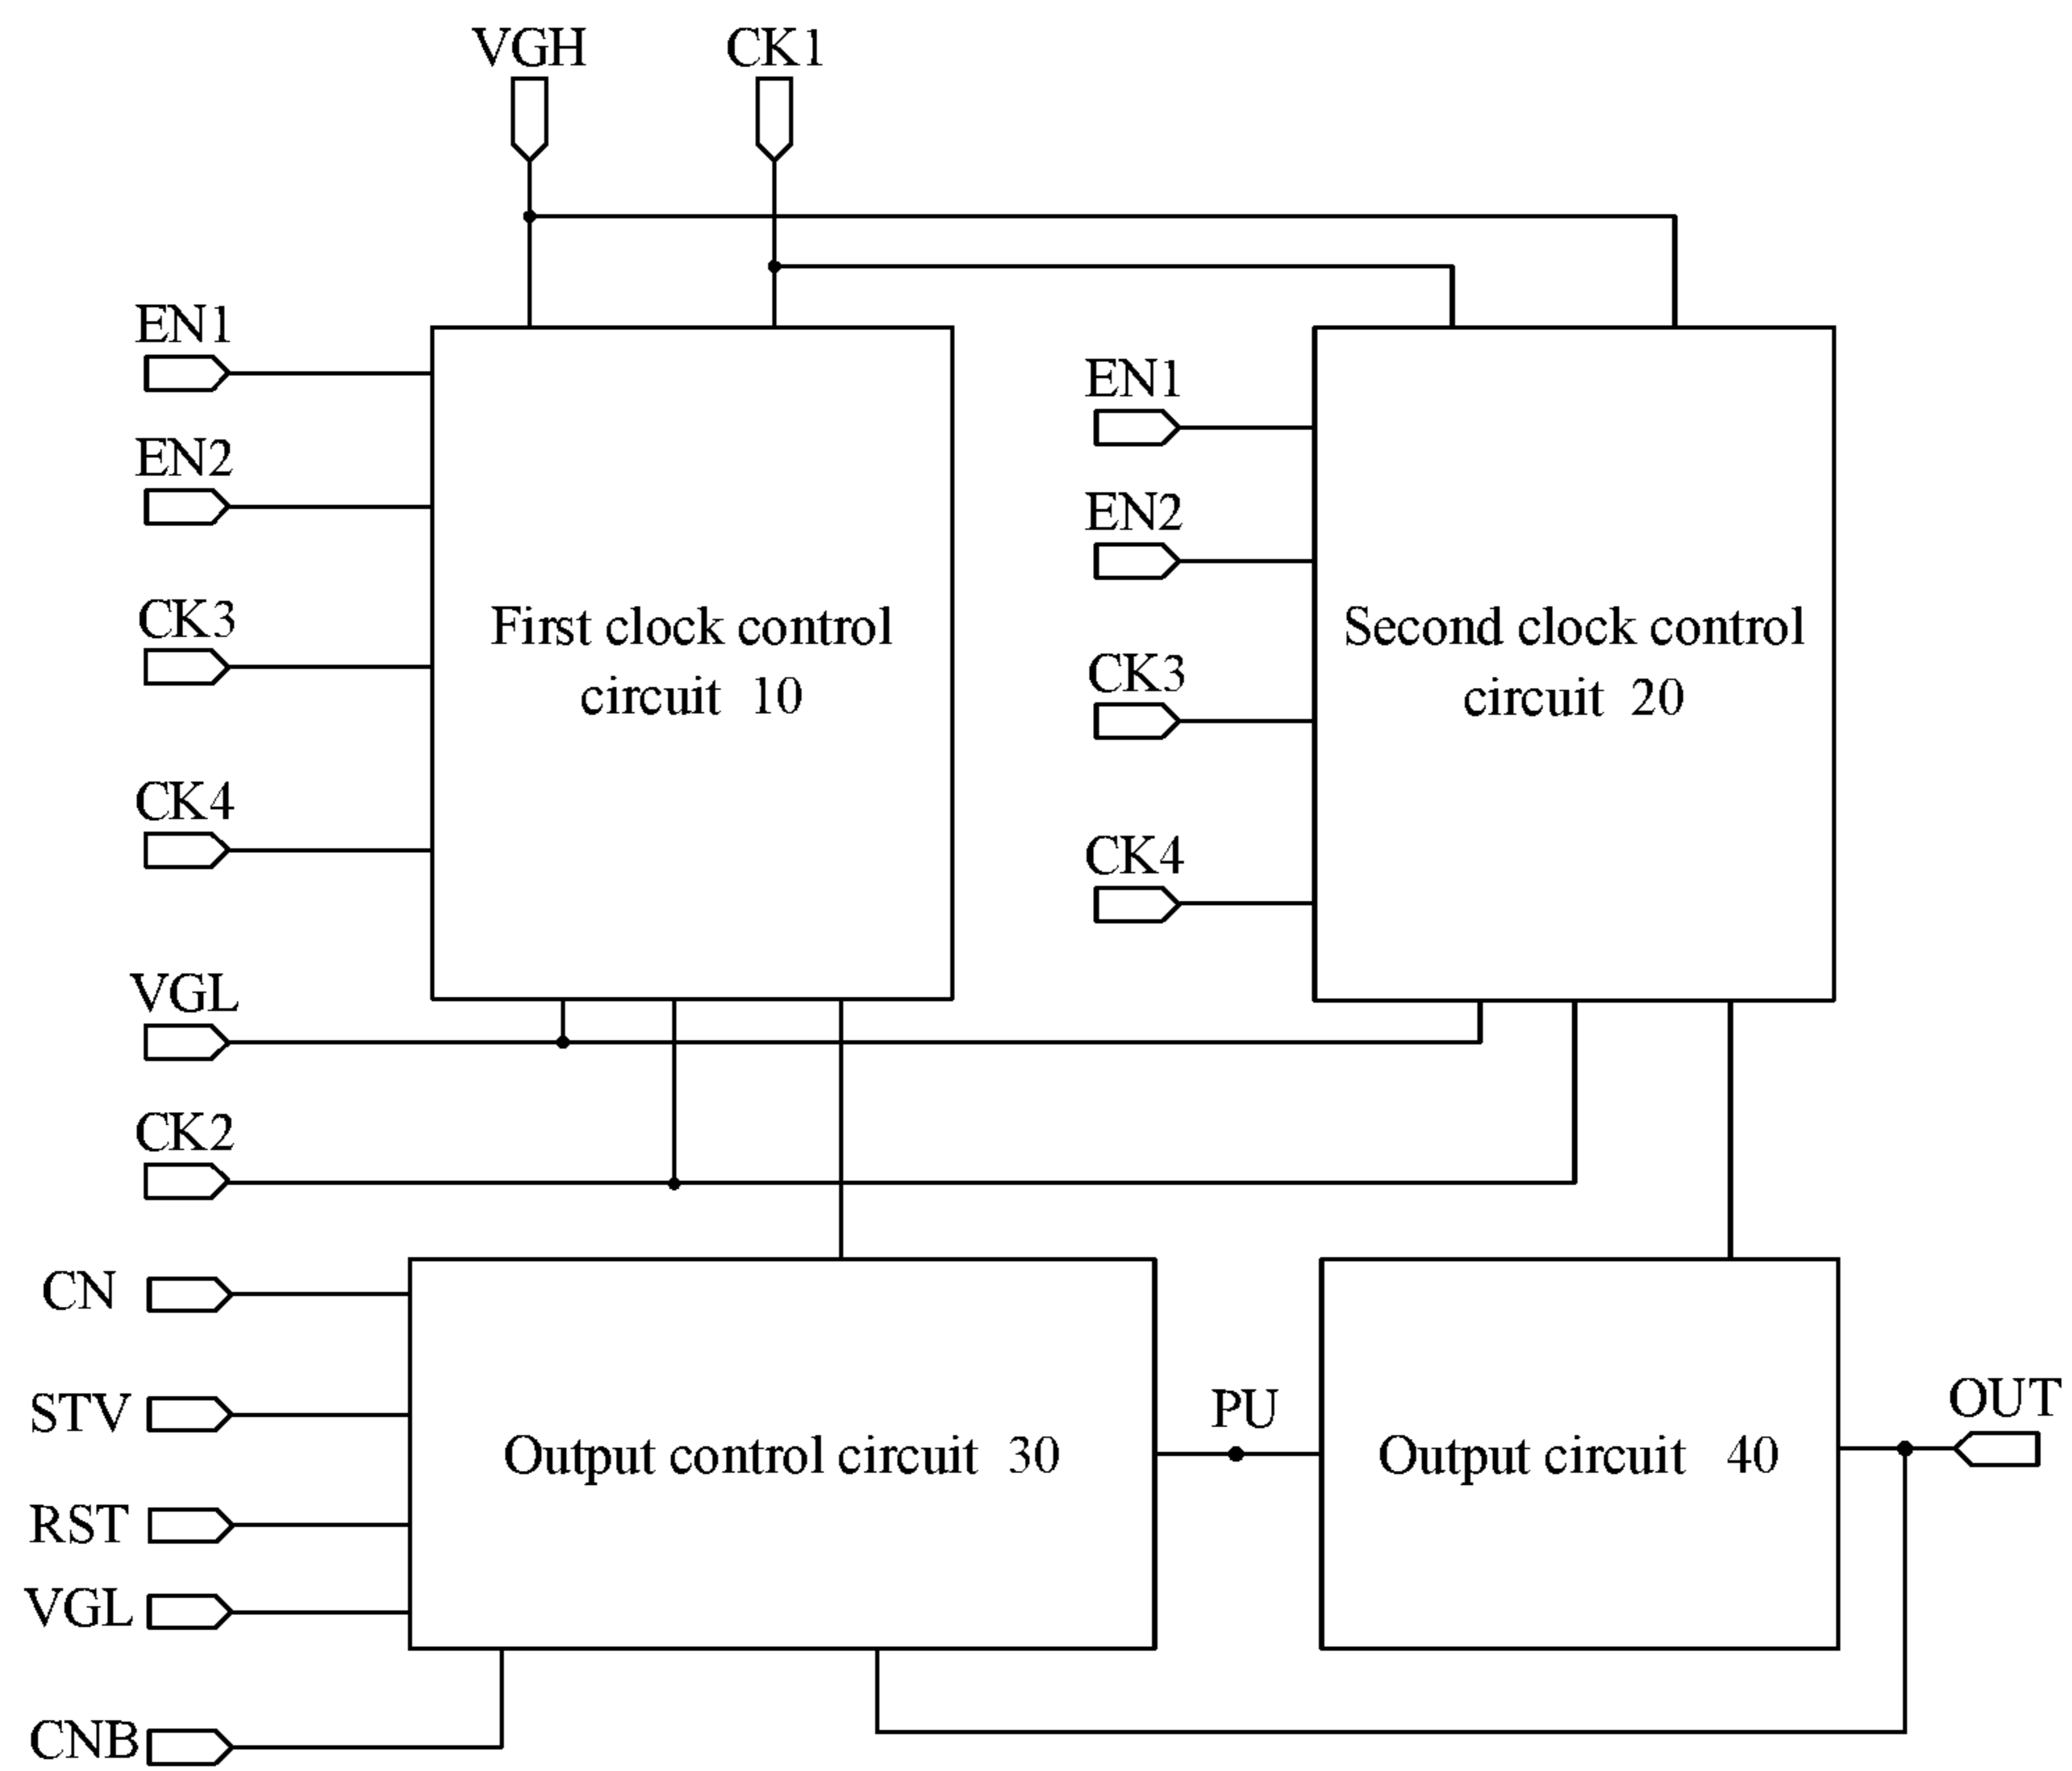 VGH CK1
EN1
EN1
EN2
EN2
First clock control
circuit 10
Second clock control
circuit 20
CK3
CK3
CK4
CK4
VGL
CK2
CN
STV
PU
OUT
Output control circuit 30
Output circuit 40
RST
VGL
CNB